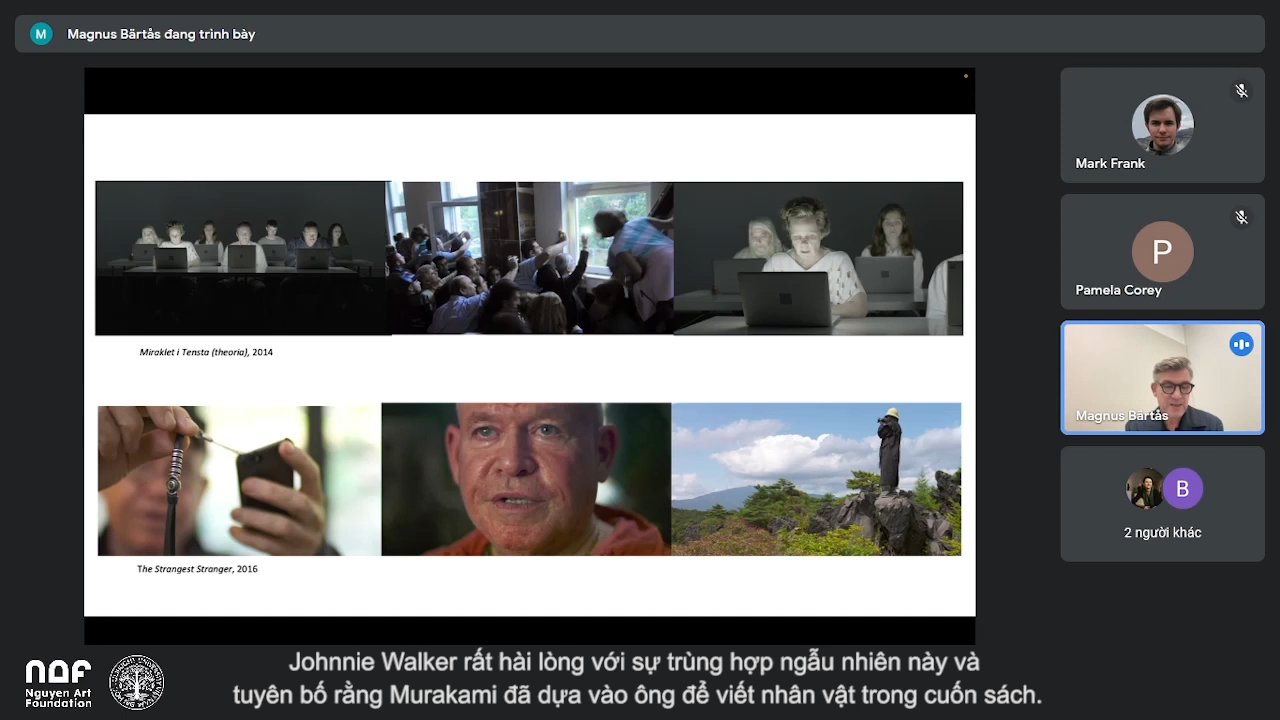 M Magnus Bärtås đang trình bày
Mark Frank
P
Pamela Corey
Magnus Bärtås
B
2 người khác
Miraklet i Tensta (theoria), 2014
The Strangest Stranger, 2016
Johnnie Walker rất hài lòng với sự trùng hợp ngẫu nhiên này và
tuyên bố rằng Murakami đã dựa vào ông để viết nhân vật trong cuốn sách.
naf
Nguyen Art
Foundation